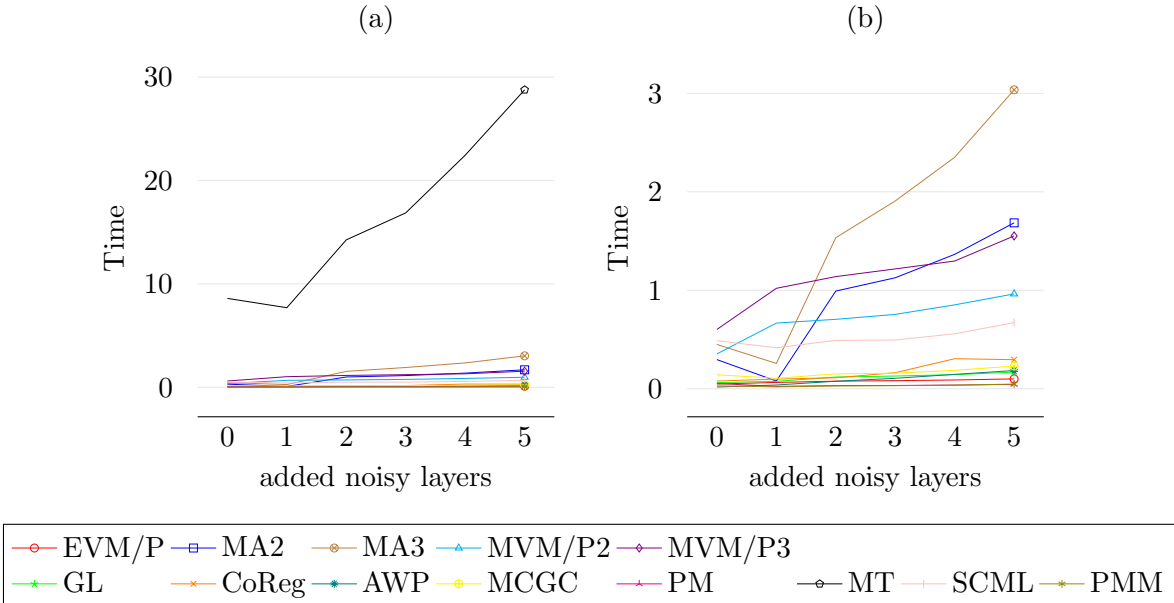 (a)
(b)
30
20
10
0
Time
0 1 2 3 4 5
added noisy layers
3
2
1
0
Time
0 1 2 3 4 5
added noisy layers
EVM/P MA2 MA3 MVM/P2 MVM/P3
GL CoReg AWP MCGC PM MT SCML PMM